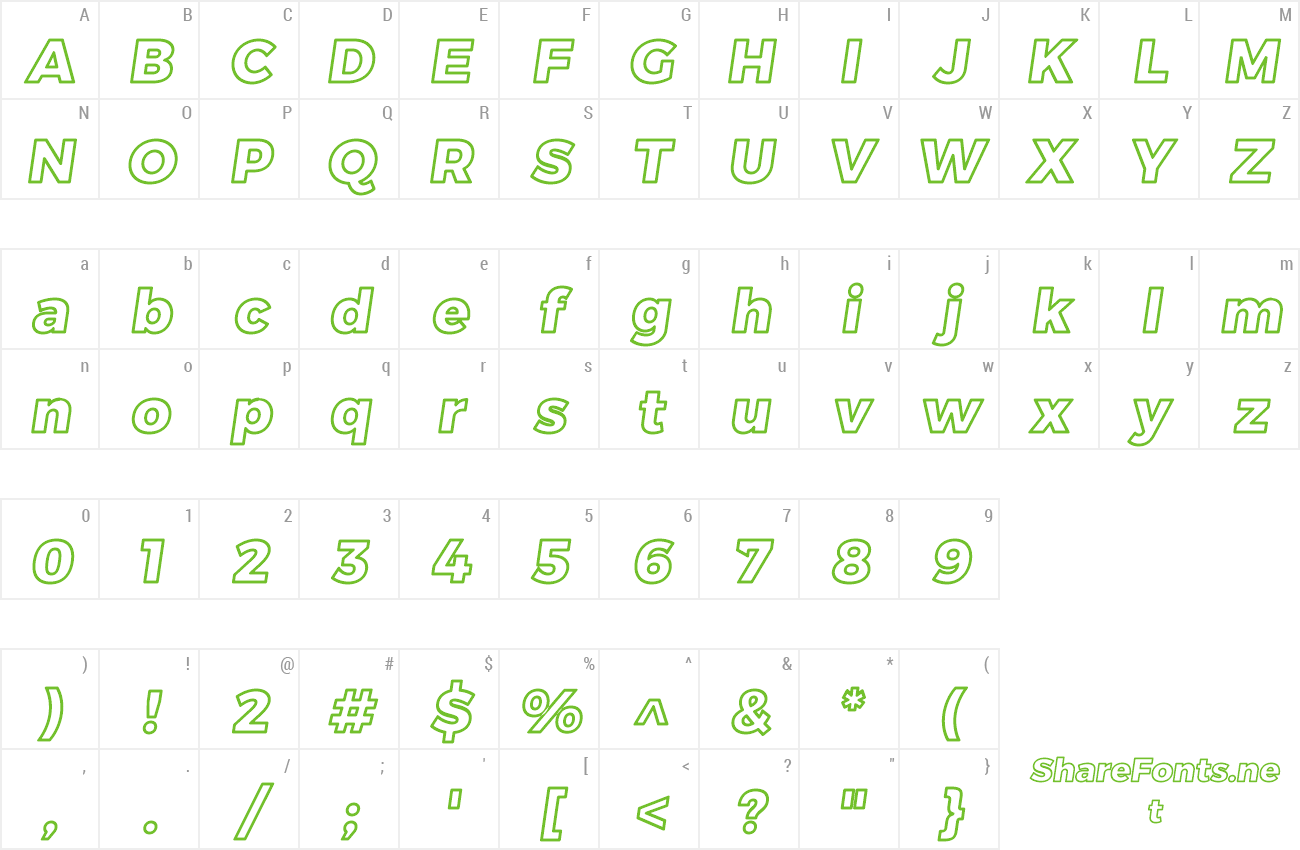 A B C D E F G H I J K L M
A B C D E F G H I J K L M
N O P Q R S T U V W X Y Z
N O P Q R S T U V W X Y Z
a b c d e f g h i j k l m
a b c d e f g h i j k l m
n o p q r s t u v w x y z
n o p q r s t u v w x y z
0 1 2 3 4 5 6 7 8 9
0 1 2 3 4 5 6 7 8 9
) ! @ # $ % ^ & * (
) ! 2 # $ % ^ & * (
, . / ; ' [ < ? " }
, . / ; ' [ < ? " }
ShareFonts.ne
t